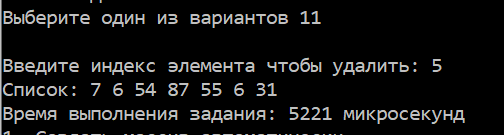 Выберите один из вариантов 11
Введите индекс элемента чтобы удалить: 5
Список: 7 6 54 87 55 6 31
Время выполнения задания: 5221 микросекунд